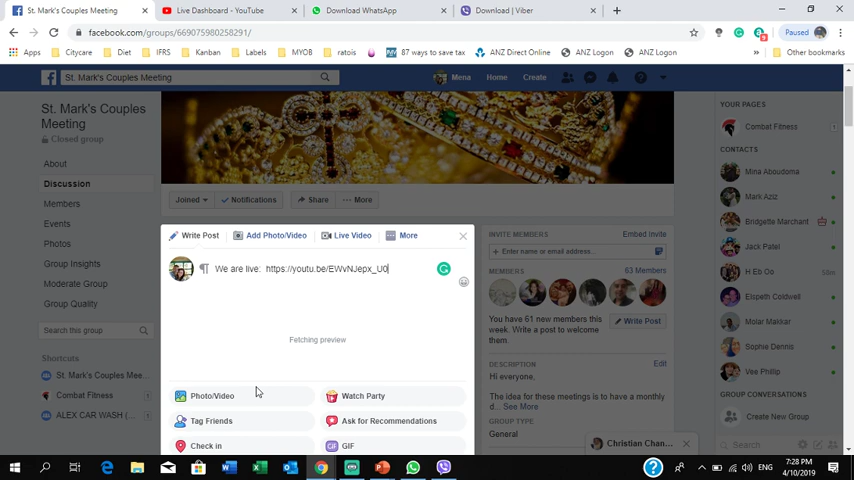 St. Mark's Couples Meeting
Live Dashboard - YouTube
Download WhatsApp
Download | Viber
facebook.com/groups/669075980258291/
Paused
Apps
Citycare
Diet
IFRS
Kanban
Labels
MYOB
ratois
87 ways to save tax
ANZ Direct Online
ANZ Logon
ANZ Logon
Other bookmarks
St. Mark's Couples Meeting
Mena
Home
Create
St. Mark's Couples
Meeting
Closed group
About
Discussion
Members
Events
Photos
Group Insights
Moderate Group
Group Quality
Search this group
Shortcuts
St. Mark's Couples Mee...
Combat Fitness
1
ALEX CAR WASH (
Joined
Notifications
Share
More
Write Post
Add Photo/Video
Live Video
More
We are live: https://youtu.be/EWvNJepx_U0
Fetching preview
Photo/Video
Watch Party
Tag Friends
Ask for Recommendations
Check in
GIF
INVITE MEMBERS
Embed Invite
+ Enter name or email address...
MEMBERS
63 Members
You have 61 new members
this week. Write a post to welcome
them.
Write Post
DESCRIPTION
Edit
Hi everyone,
The idea for these meetings is to have a monthly
d... See More
GROUP TYPE
General
Christian Chan...
YOUR PAGES
Combat Fitness
1
CONTACTS
Mina Aboudoma
Mark Aziz
Bridgette Marchant
Jack Patel
H Eb Oo
Elspeth Coldwell
Molar Makkar
Sophie Dennis
Vee Phillip
GROUP CONVERSATIONS
Create New Group
Search
ENG
7:28 PM
4/10/2019